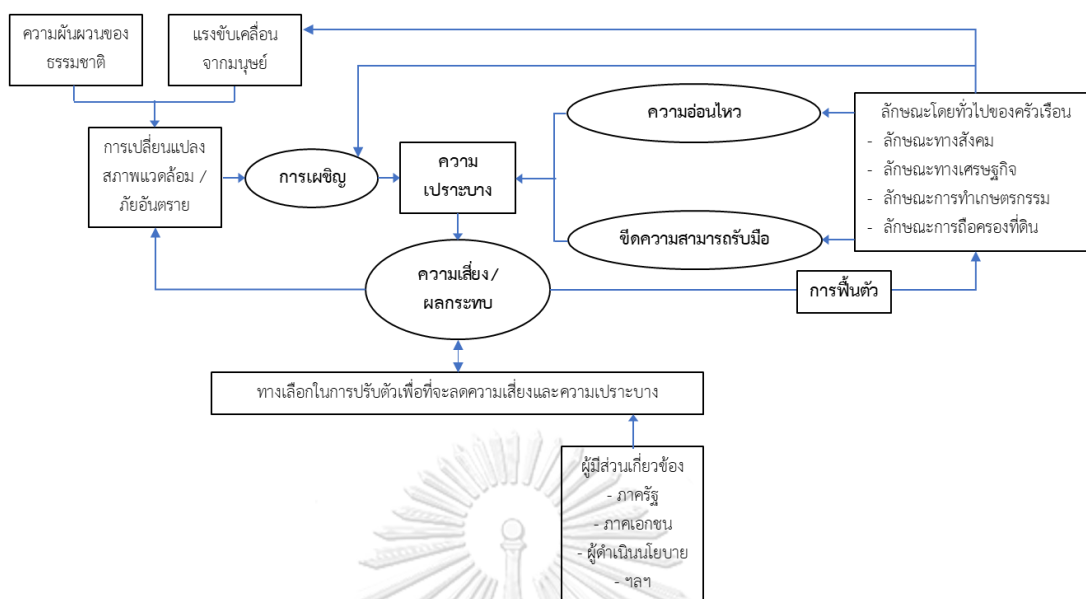 ความผันผวนของ
ธรรมชาติ
แรงขับเคลื่อน
จากมนุษย์
การเปลี่ยนแปลง
สภาพแวดล้อม /
ภัยอันตราย
การเผชิญ
ความ
เปราะบาง
ความอ่อนไหว
ขีดความสามารถรับมือ
ลักษณะโดยทั่วไปของครัวเรือน
- ลักษณะทางสังคม
- ลักษณะทางเศรษฐกิจ
- ลักษณะการทำเกษตรกรรม
- ลักษณะการถือครองที่ดิน
ความเสี่ยง/
ผลกระทบ
การฟื้นตัว
ทางเลือกในการปรับตัวเพื่อที่จะลดความเสี่ยงและความเปราะบาง
ผู้มีส่วนเกี่ยวข้อง
- ภาครัฐ
- ภาคเอกชน
- ผู้ดำเนินนโยบาย
- ฯลฯ